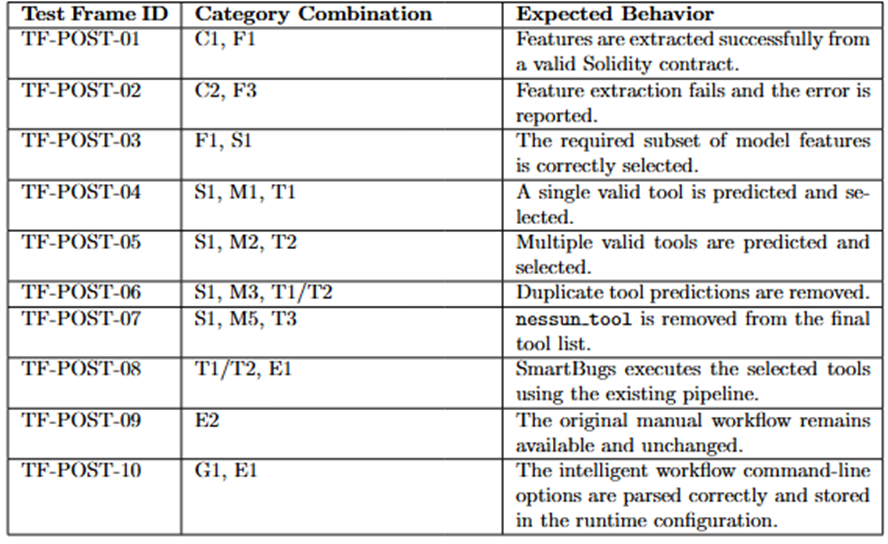 Test Frame ID Category Combination Expected Behavior
TF-POST-01 C1, F1 Features are extracted successfully from
a valid Solidity contract.
TF-POST-02 C2, F3 Feature extraction fails and the error is
reported.
TF-POST-03 F1, S1 The required subset of model features
is correctly selected.
TF-POST-04 S1, M1, T1 A single valid tool is predicted and se-
lected.
TF-POST-05 S1, M2, T2 Multiple valid tools are predicted and
selected.
TF-POST-06 S1, M3, T1/T2 Duplicate tool predictions are removed.
TF-POST-07 S1, M5, T3 nessun_tool is removed from the final
tool list.
TF-POST-08 T1/T2, E1 SmartBugs executes the selected tools
using the existing pipeline.
TF-POST-09 E2 The original manual workflow remains
available and unchanged.
TF-POST-10 G1, E1 The intelligent workflow command-line
options are parsed correctly and stored
in the runtime configuration.